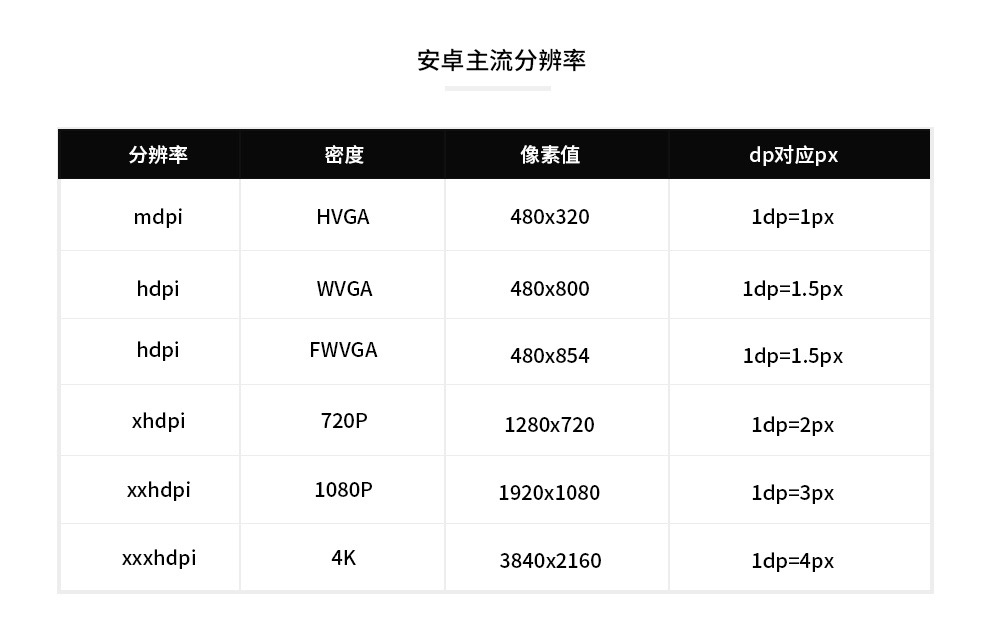 安卓主流分辨率
分辨率 密度 像素值 dp对应px
mdpi HVGA 480x320 1dp=1px
hdpi WVGA 480x800 1dp=1.5px
hdpi FWVGA 480x854 1dp=1.5px
xhdpi 720P 1280x720 1dp=2px
xxhdpi 1080P 1920x1080 1dp=3px
xxxhdpi 4K 3840x2160 1dp=4px